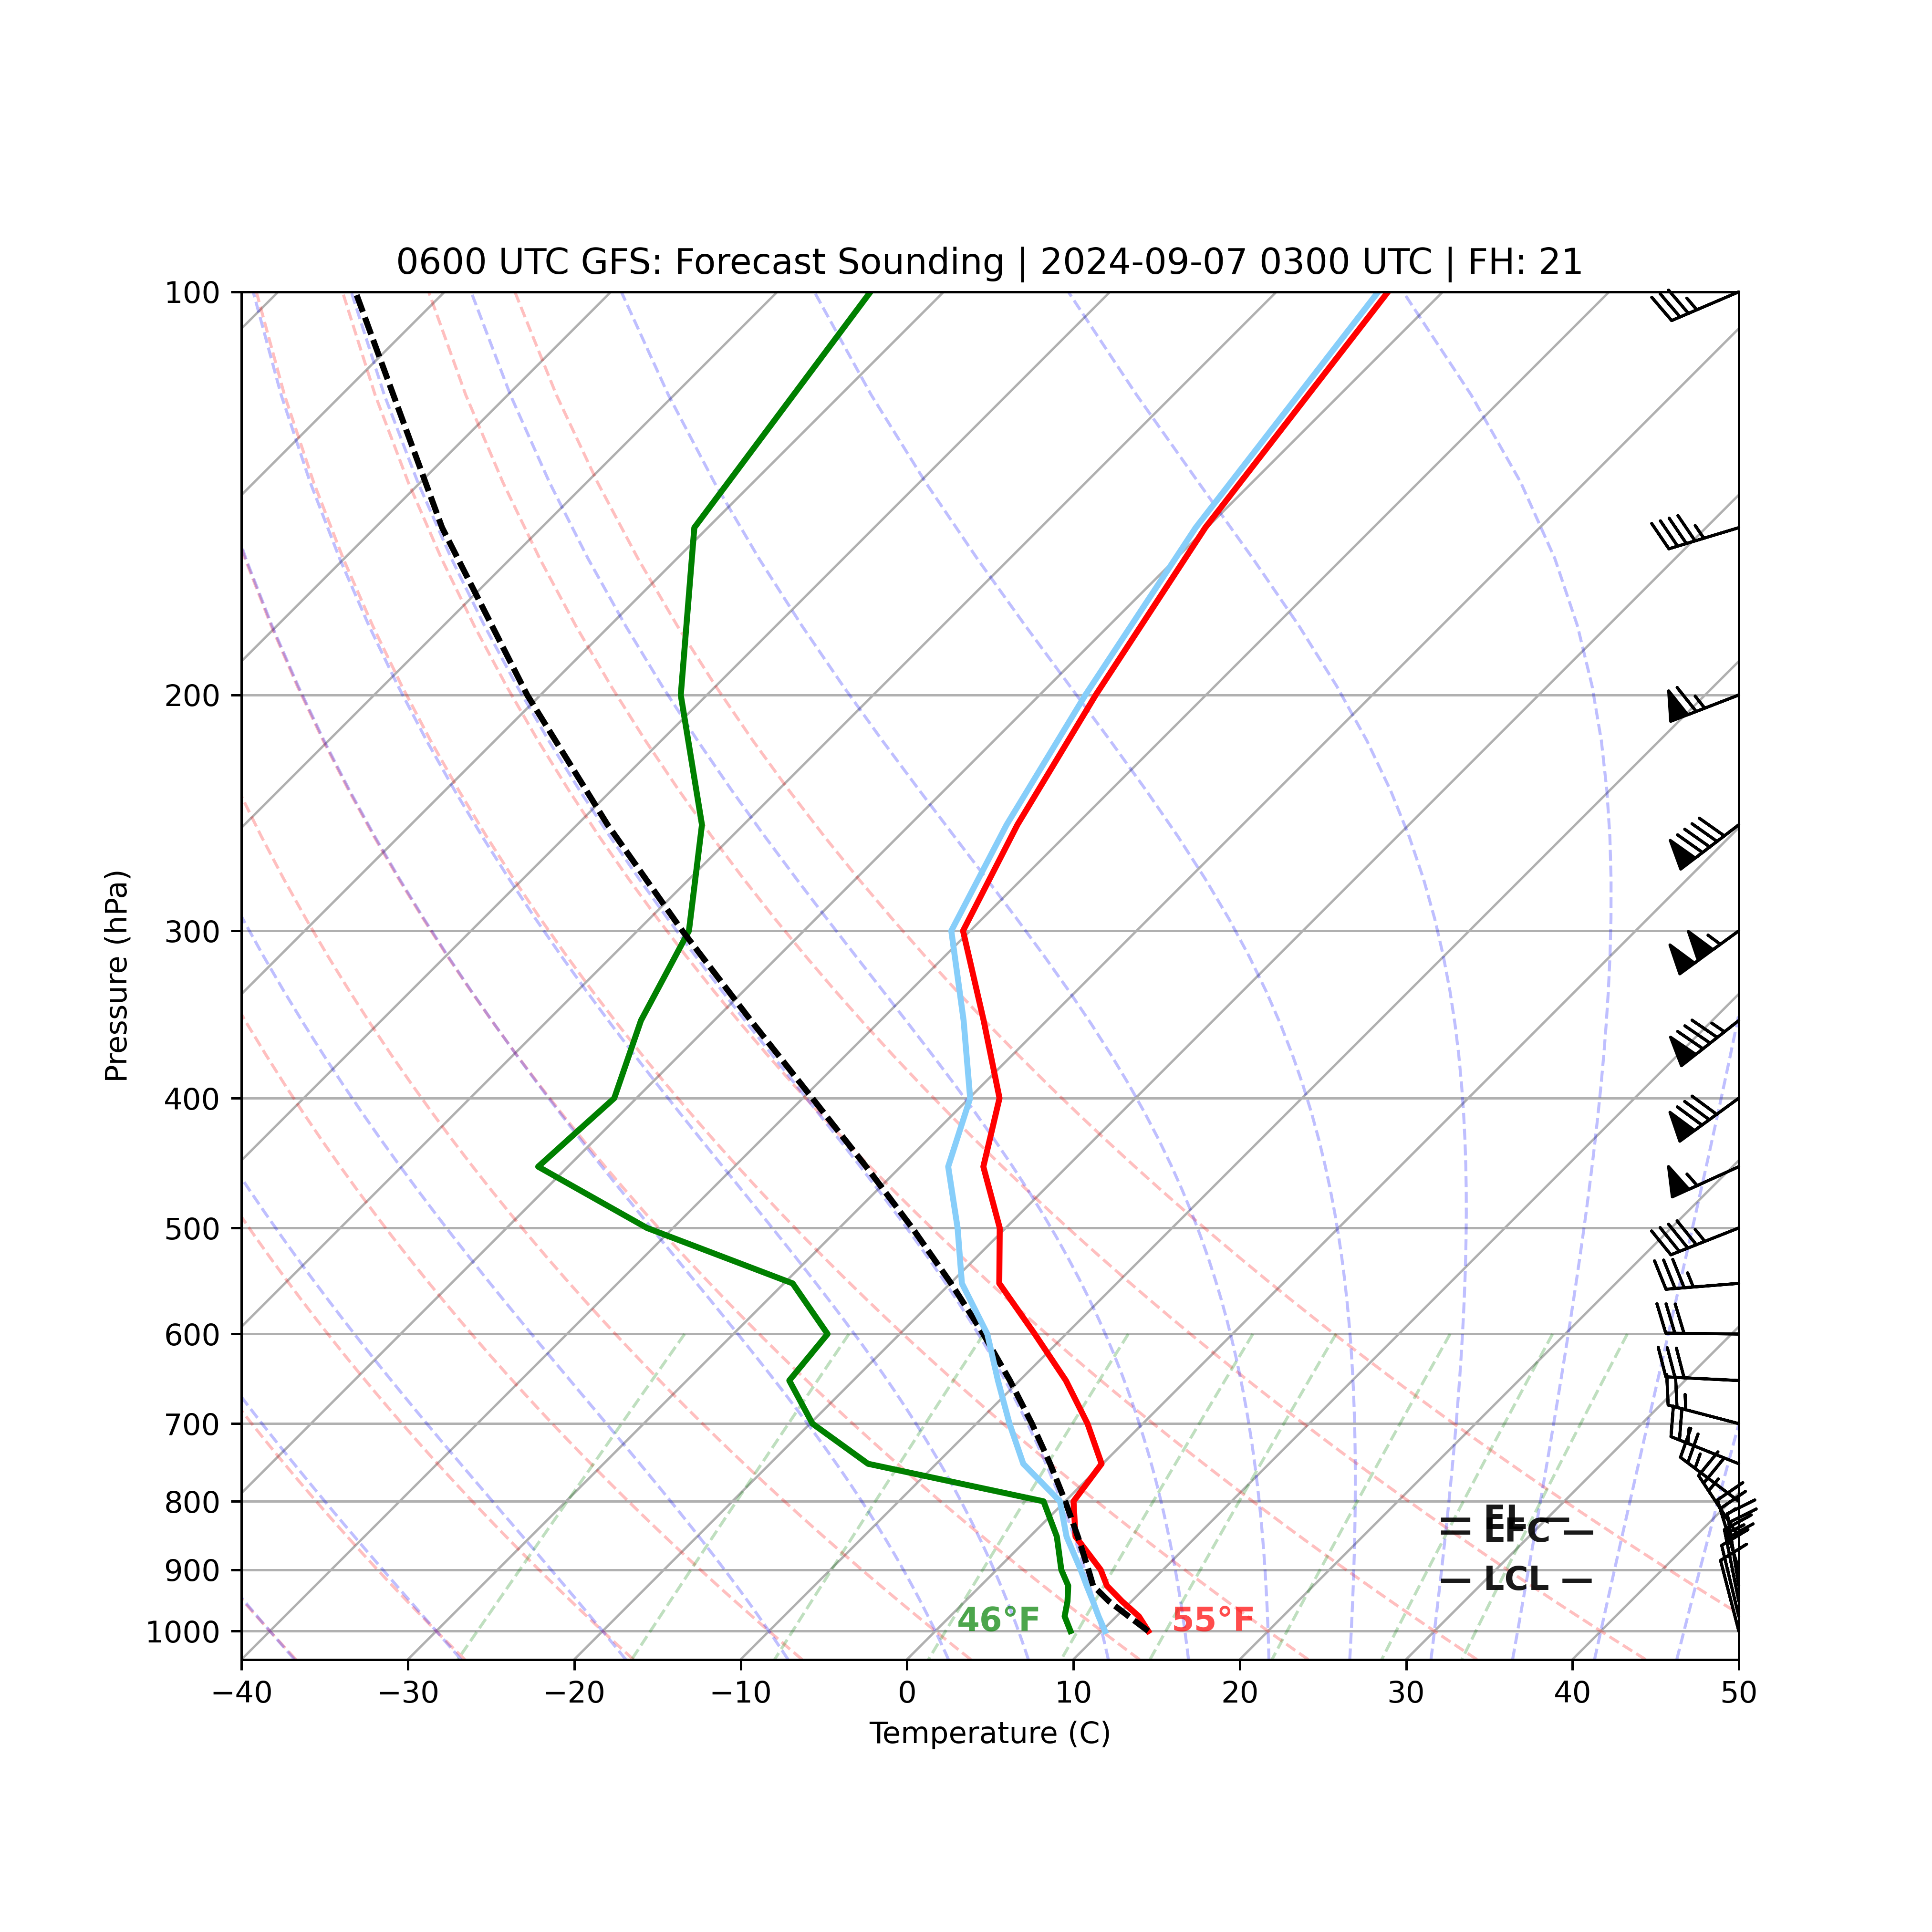 0600 UTC GFS: Forecast Sounding | 2024-09-07 0300 UTC | FH: 21
100
200
300
400
500
600
700
800
900
1000
Pressure (hPa)
— EL —
— LFC —
— LCL —
46°F
55°F
−40 −30 −20 −10 0 10 20 30 40 50
Temperature (C)